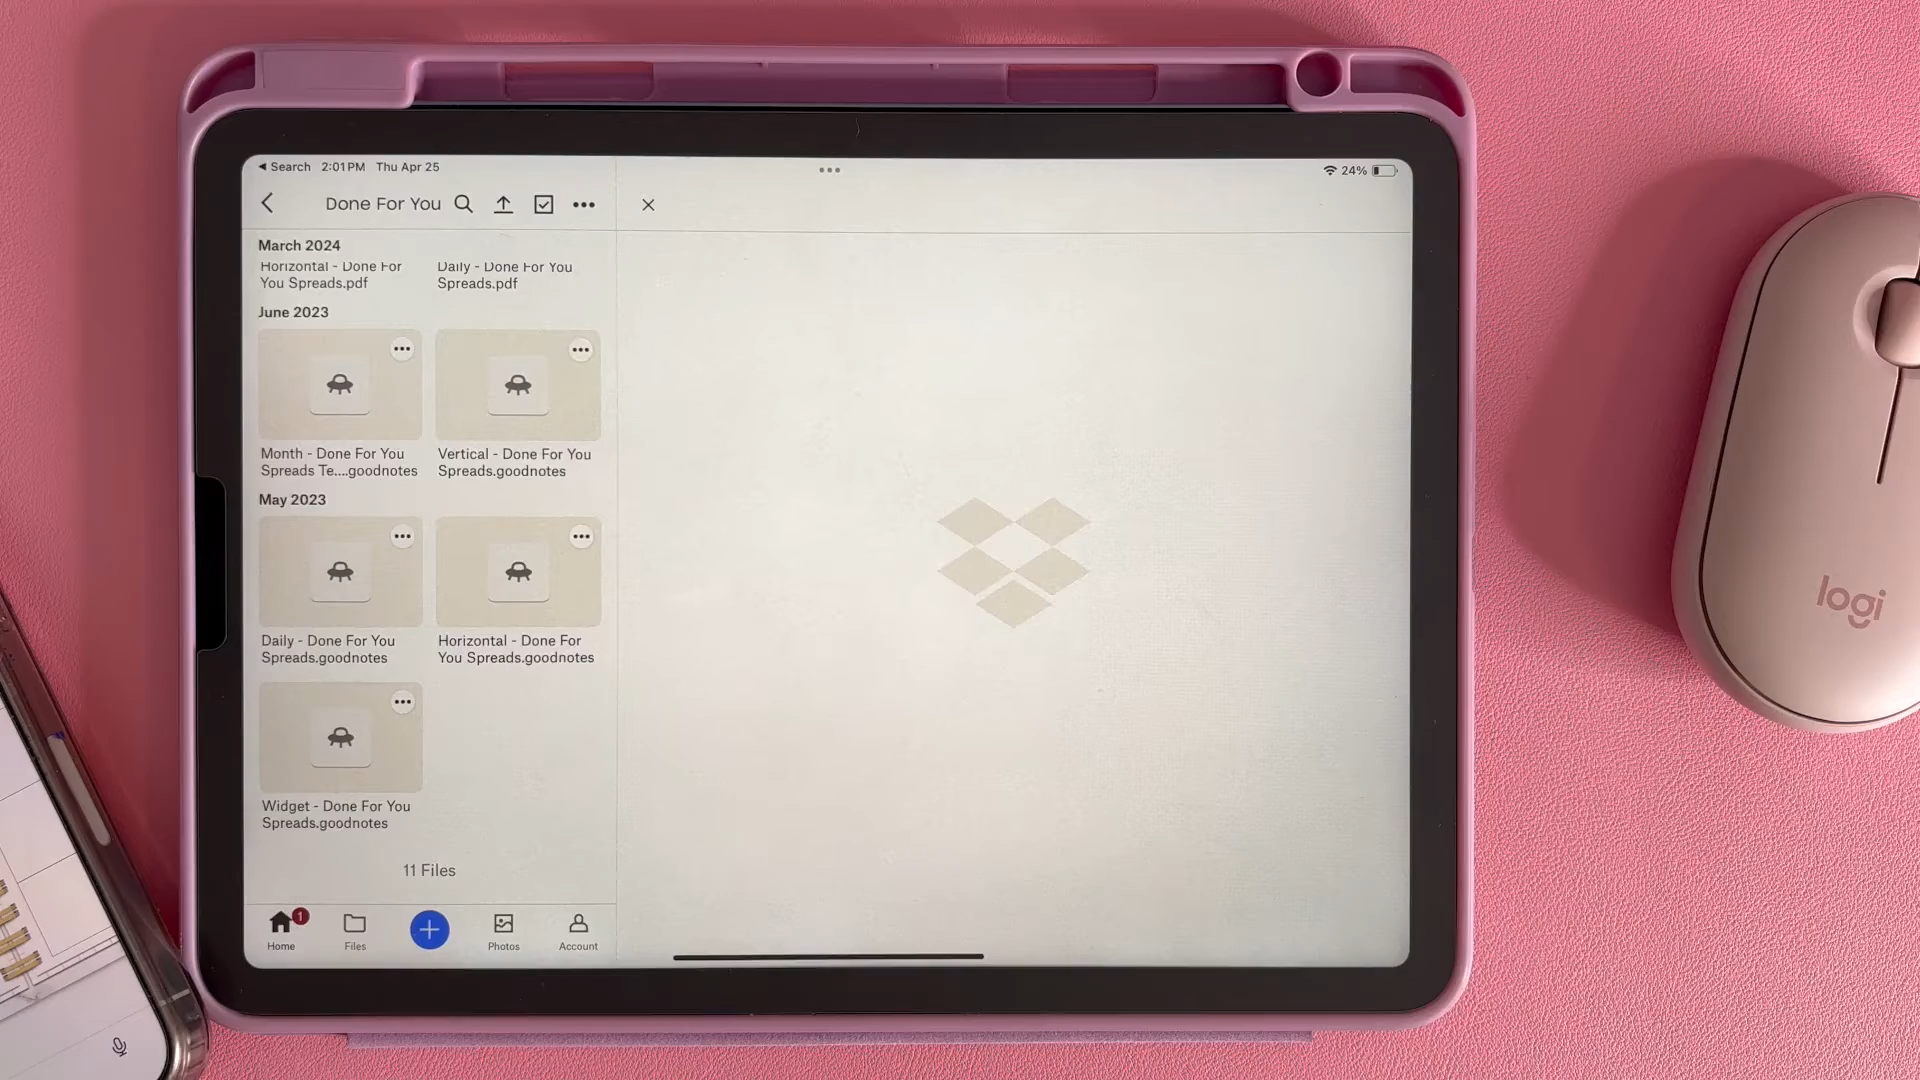 Search 2:01 PM Thu Apr 25
24%
Done For You
March 2024
Horizontal - Done For
You Spreads.pdf
Daily - Done For You
Spreads.pdf
June 2023
Month - Done For You
Spreads Te....goodnotes
Vertical - Done For You
Spreads.goodnotes
May 2023
Daily - Done For You
Spreads.goodnotes
Horizontal - Done For
You Spreads.goodnotes
Widget - Done For You
Spreads.goodnotes
11 Files
1
Home
Files
Photos
Account
logi